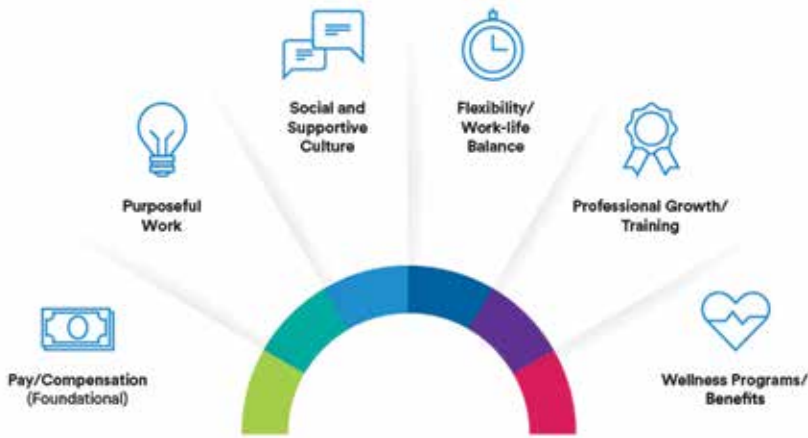 Social and
Supportive
Culture
Flexibility/
Work-life
Balance
Purposeful
Work
Professional Growth/
Training
Pay/Compensation
(Foundational)
Wellness Programs/
Benefits